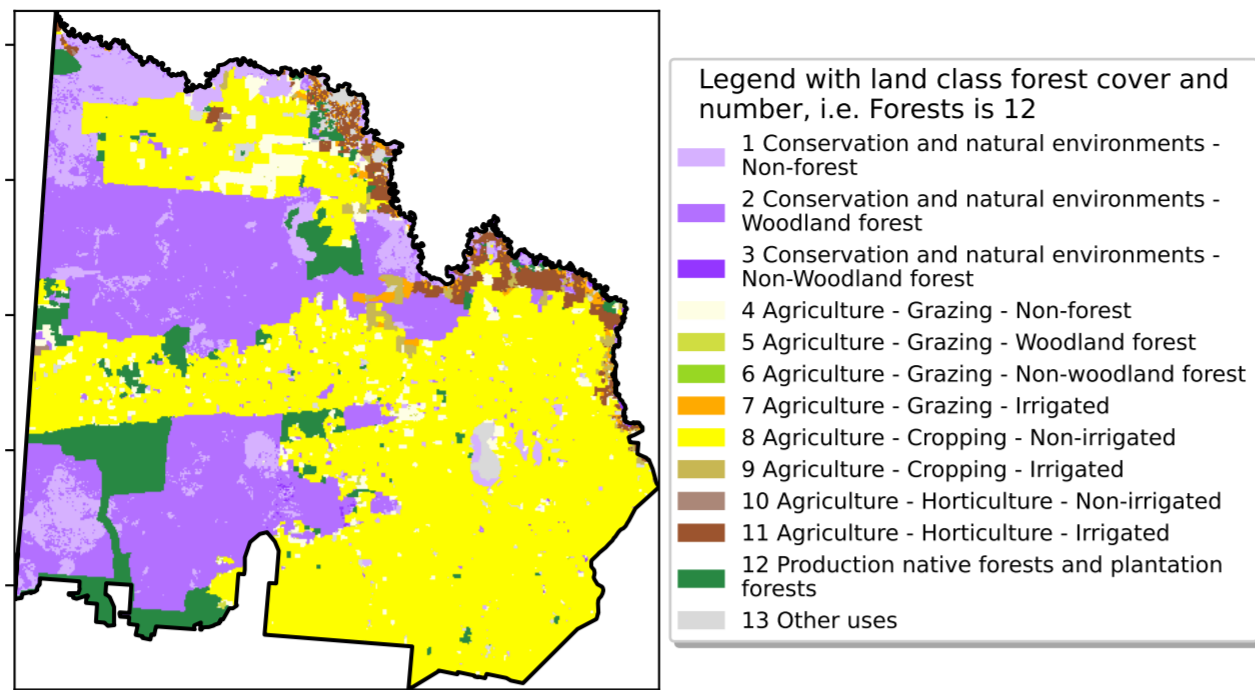 Legend with land class forest cover and
number, i.e. Forests is 12
1 Conservation and natural environments -
Non-forest
2 Conservation and natural environments -
Woodland forest
3 Conservation and natural environments -
Non-Woodland forest
4 Agriculture - Grazing - Non-forest
5 Agriculture - Grazing - Woodland forest
6 Agriculture - Grazing - Non-woodland forest
7 Agriculture - Grazing - Irrigated
8 Agriculture - Cropping - Non-irrigated
9 Agriculture - Cropping - Irrigated
10 Agriculture - Horticulture - Non-irrigated
11 Agriculture - Horticulture - Irrigated
12 Production native forests and plantation
forests
13 Other uses